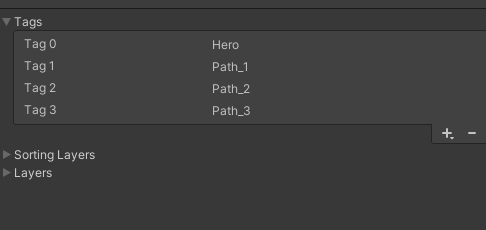 Tags
Tag 0 Hero
Tag 1 Path_1
Tag 2 Path_2
Tag 3 Path_3
Sorting Layers
Layers